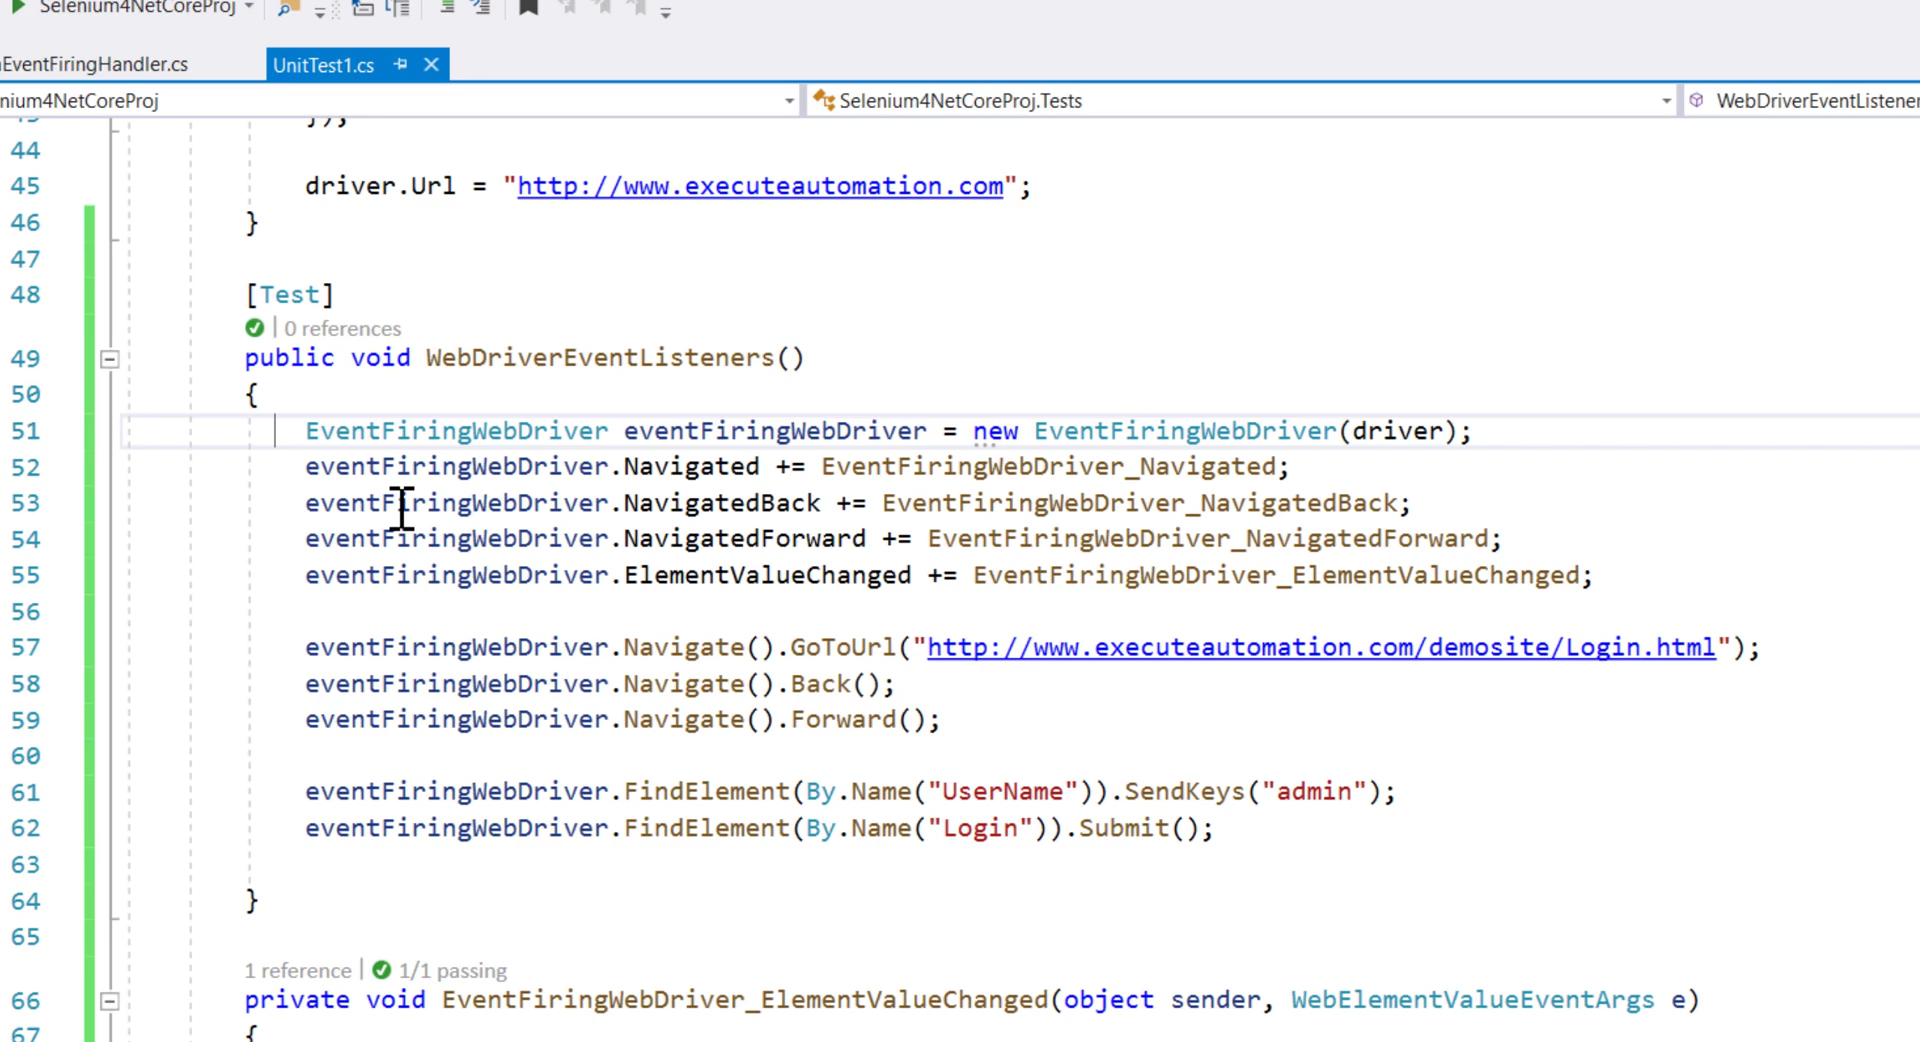 Selenium4NetCoreProj
EventFiringHandler.cs
UnitTest1.cs
nium4NetCoreProj
Selenium4NetCoreProj.Tests
WebDriverEventListener
43 });
44
45 driver.Url = "http://www.executeautomation.com";
46 }
47
48 [Test]
0 references
49 public void WebDriverEventListeners()
50 {
51 EventFiringWebDriver eventFiringWebDriver = new EventFiringWebDriver(driver);
52 eventFiringWebDriver.Navigated += EventFiringWebDriver_Navigated;
53 eventFiringWebDriver.NavigatedBack += EventFiringWebDriver_NavigatedBack;
54 eventFiringWebDriver.NavigatedForward += EventFiringWebDriver_NavigatedForward;
55 eventFiringWebDriver.ElementValueChanged += EventFiringWebDriver_ElementValueChanged;
56
57 eventFiringWebDriver.Navigate().GoToUrl("http://www.executeautomation.com/demosite/Login.html");
58 eventFiringWebDriver.Navigate().Back();
59 eventFiringWebDriver.Navigate().Forward();
60
61 eventFiringWebDriver.FindElement(By.Name("UserName")).SendKeys("admin");
62 eventFiringWebDriver.FindElement(By.Name("Login")).Submit();
63
64 }
65
1 reference | 1/1 passing
66 private void EventFiringWebDriver_ElementValueChanged(object sender, WebElementValueEventArgs e)
67 {